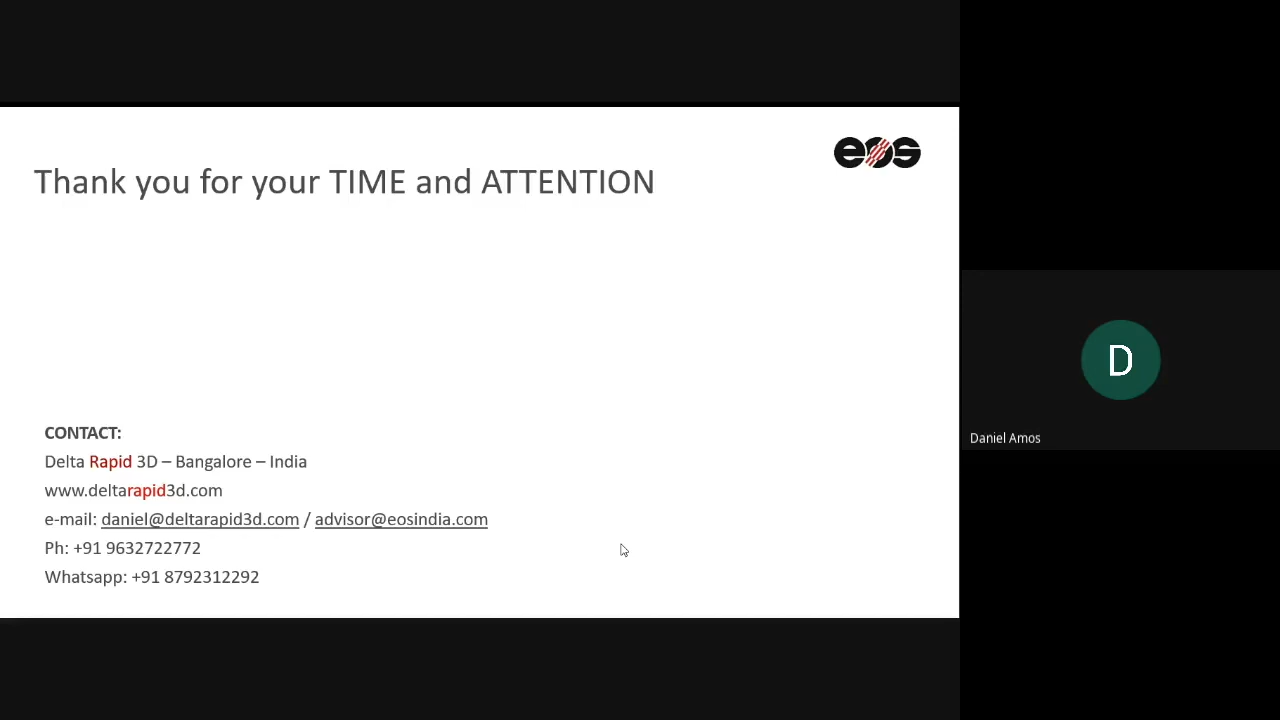 eos
Thank you for your TIME and ATTENTION
CONTACT:
Delta Rapid 3D – Bangalore – India
www.deltarapid3d.com
e-mail: daniel@deltarapid3d.com / advisor@eosindia.com
Ph: +91 9632722772
Whatsapp: +91 8792312292
D
Daniel Amos